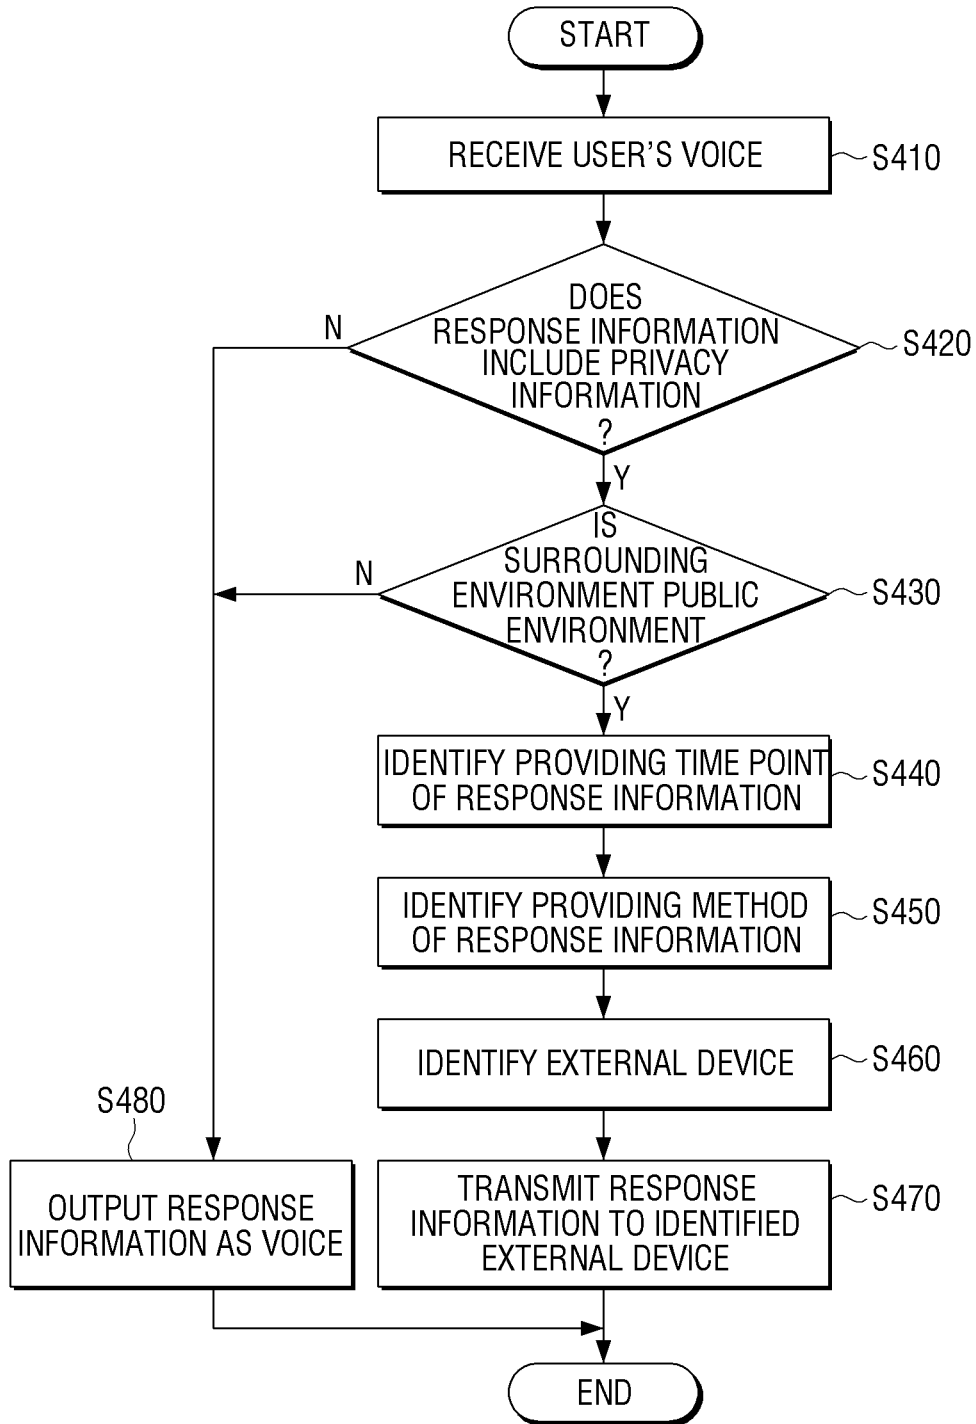 START
RECEIVE USER'S VOICE
S410
DOES
RESPONSE INFORMATION
INCLUDE PRIVACY
INFORMATION
?
S420
N
Y
IS
SURROUNDING
ENVIRONMENT PUBLIC
ENVIRONMENT
?
S430
N
Y
IDENTIFY PROVIDING TIME POINT
OF RESPONSE INFORMATION
S440
IDENTIFY PROVIDING METHOD
OF RESPONSE INFORMATION
S450
IDENTIFY EXTERNAL DEVICE
S460
S480
OUTPUT RESPONSE
INFORMATION AS VOICE
TRANSMIT RESPONSE
INFORMATION TO IDENTIFIED
EXTERNAL DEVICE
S470
END